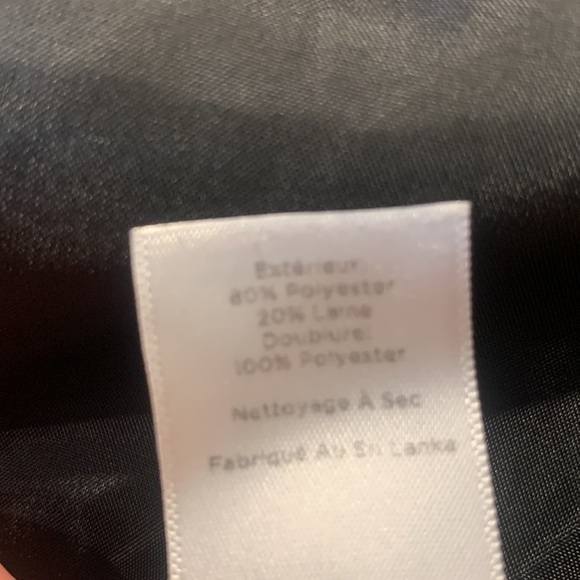 Extérieur:
80% Polyester
20% Laine
Doublure:
100% Polyester
Nettoyage À Sec
Fabriqué Au Sri Lanka